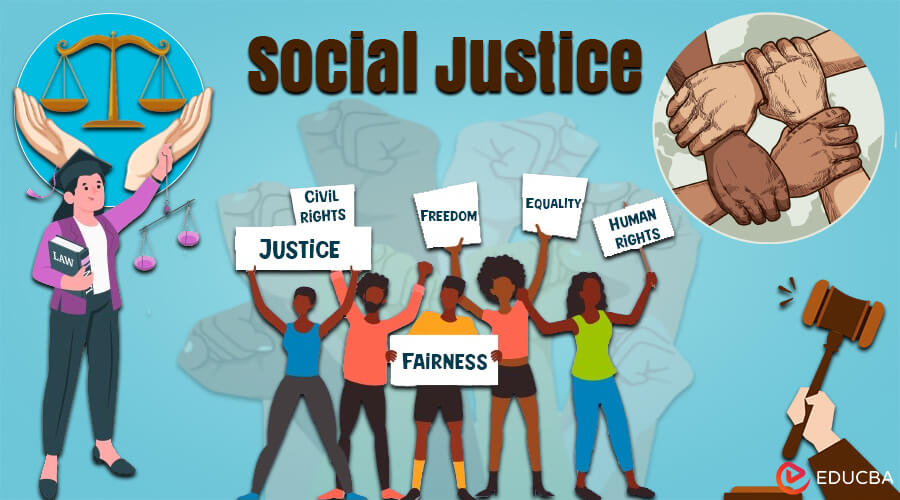 Social Justice
CIVIL
RIGHTS
JUSTICE
FREEDOM
EQUALITY
HUMAN
RIGHTS
LAW
FAIRNESS
EDUCBA